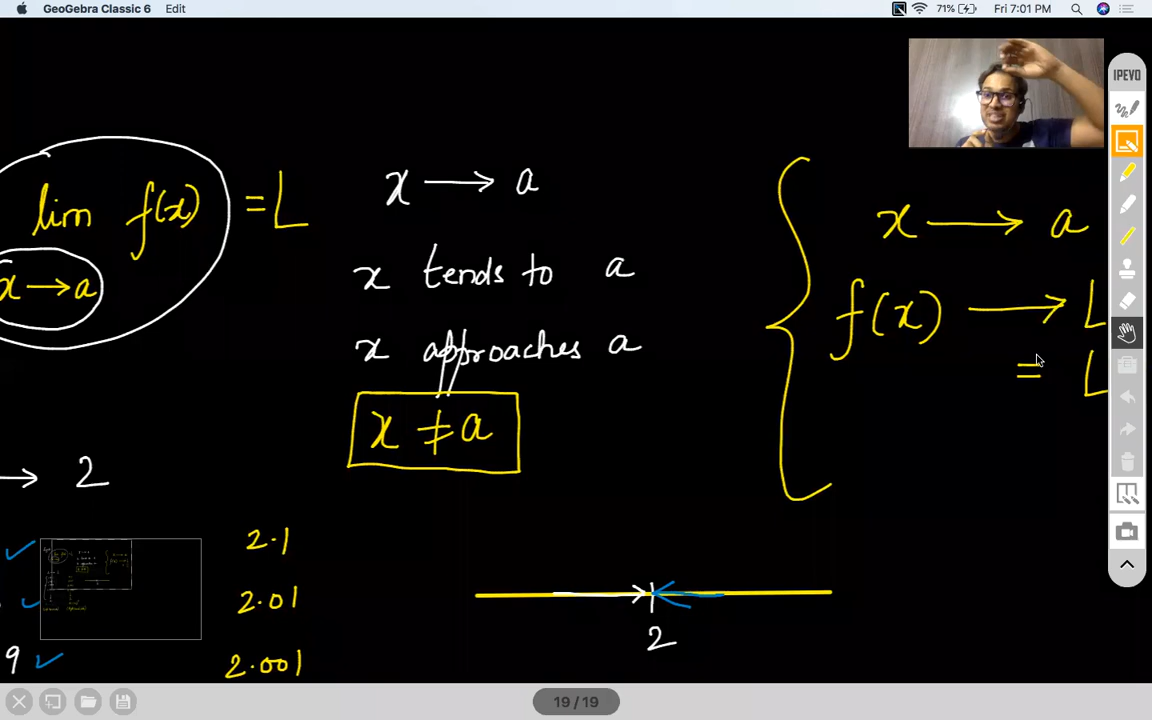 GeoGebra Classic 6 Edit 71% Fri 7:01 PM
IPEVO
lim f(x) = L
x → a
x → a
x tends to a
x approaches a
x ≠ a
x → a
f(x) → L
= L
→ 2
2.1
2.01
9 2.001
2
19 / 19